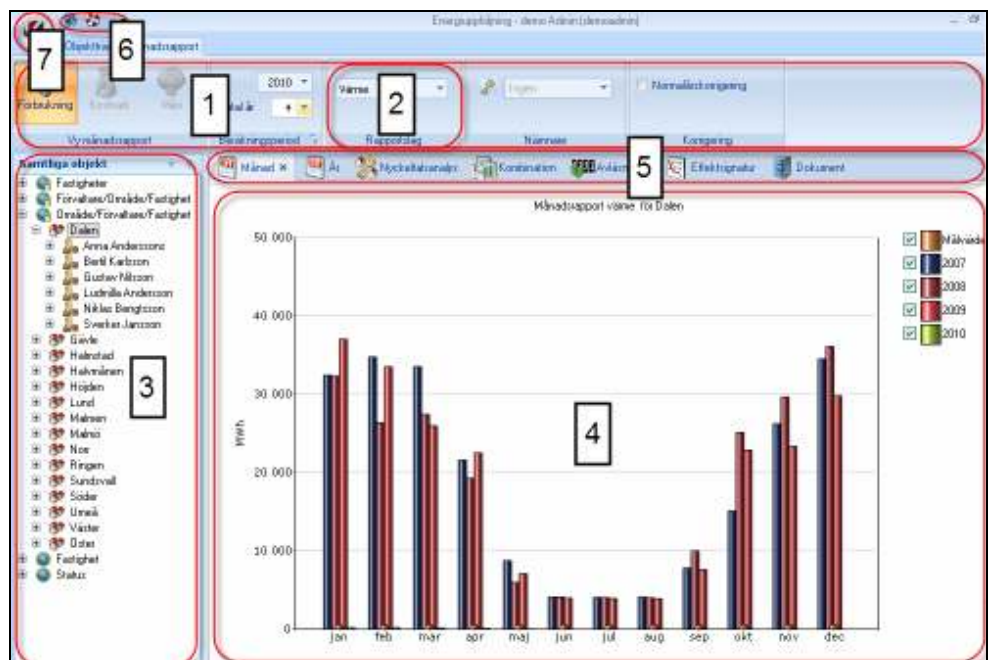 Energiuppföljning - demo Admin (demoadmin)
7
6
Förbrukning
1
2010
4
Värme
2
Ingen
Normalårskorrigering
Vy månadsrapport
Beräkningsperiod
Rapportslag
Nämnare
Korrigering
Samtliga objekt
Månad
År
Nyckeltalsanalys
Kombination
5
Effektsignatur
Dokument
Fastigheter
Förvaltare/Område/Fastighet
Område/Förvaltare/Fastighet
Dalen
Anna Anderssons
Bertil Karlsson
Gustav Nilsson
Ludmilla Andersson
Niklas Bengtsson
Sverker Jansson
Gävle
Halmstad
Halvmånen
Höjden
Lund
Malmen
Malmö
Norr
Ringen
Sundsvall
Söder
Umeå
Väster
Öster
Fastighet
Status
3
Månadsrapport värme för Dalen
50 000
40 000
30 000
20 000
10 000
0
MWh
4
jan feb mar apr maj jun jul aug sep okt nov dec
Målvärde
2007
2008
2009
2010